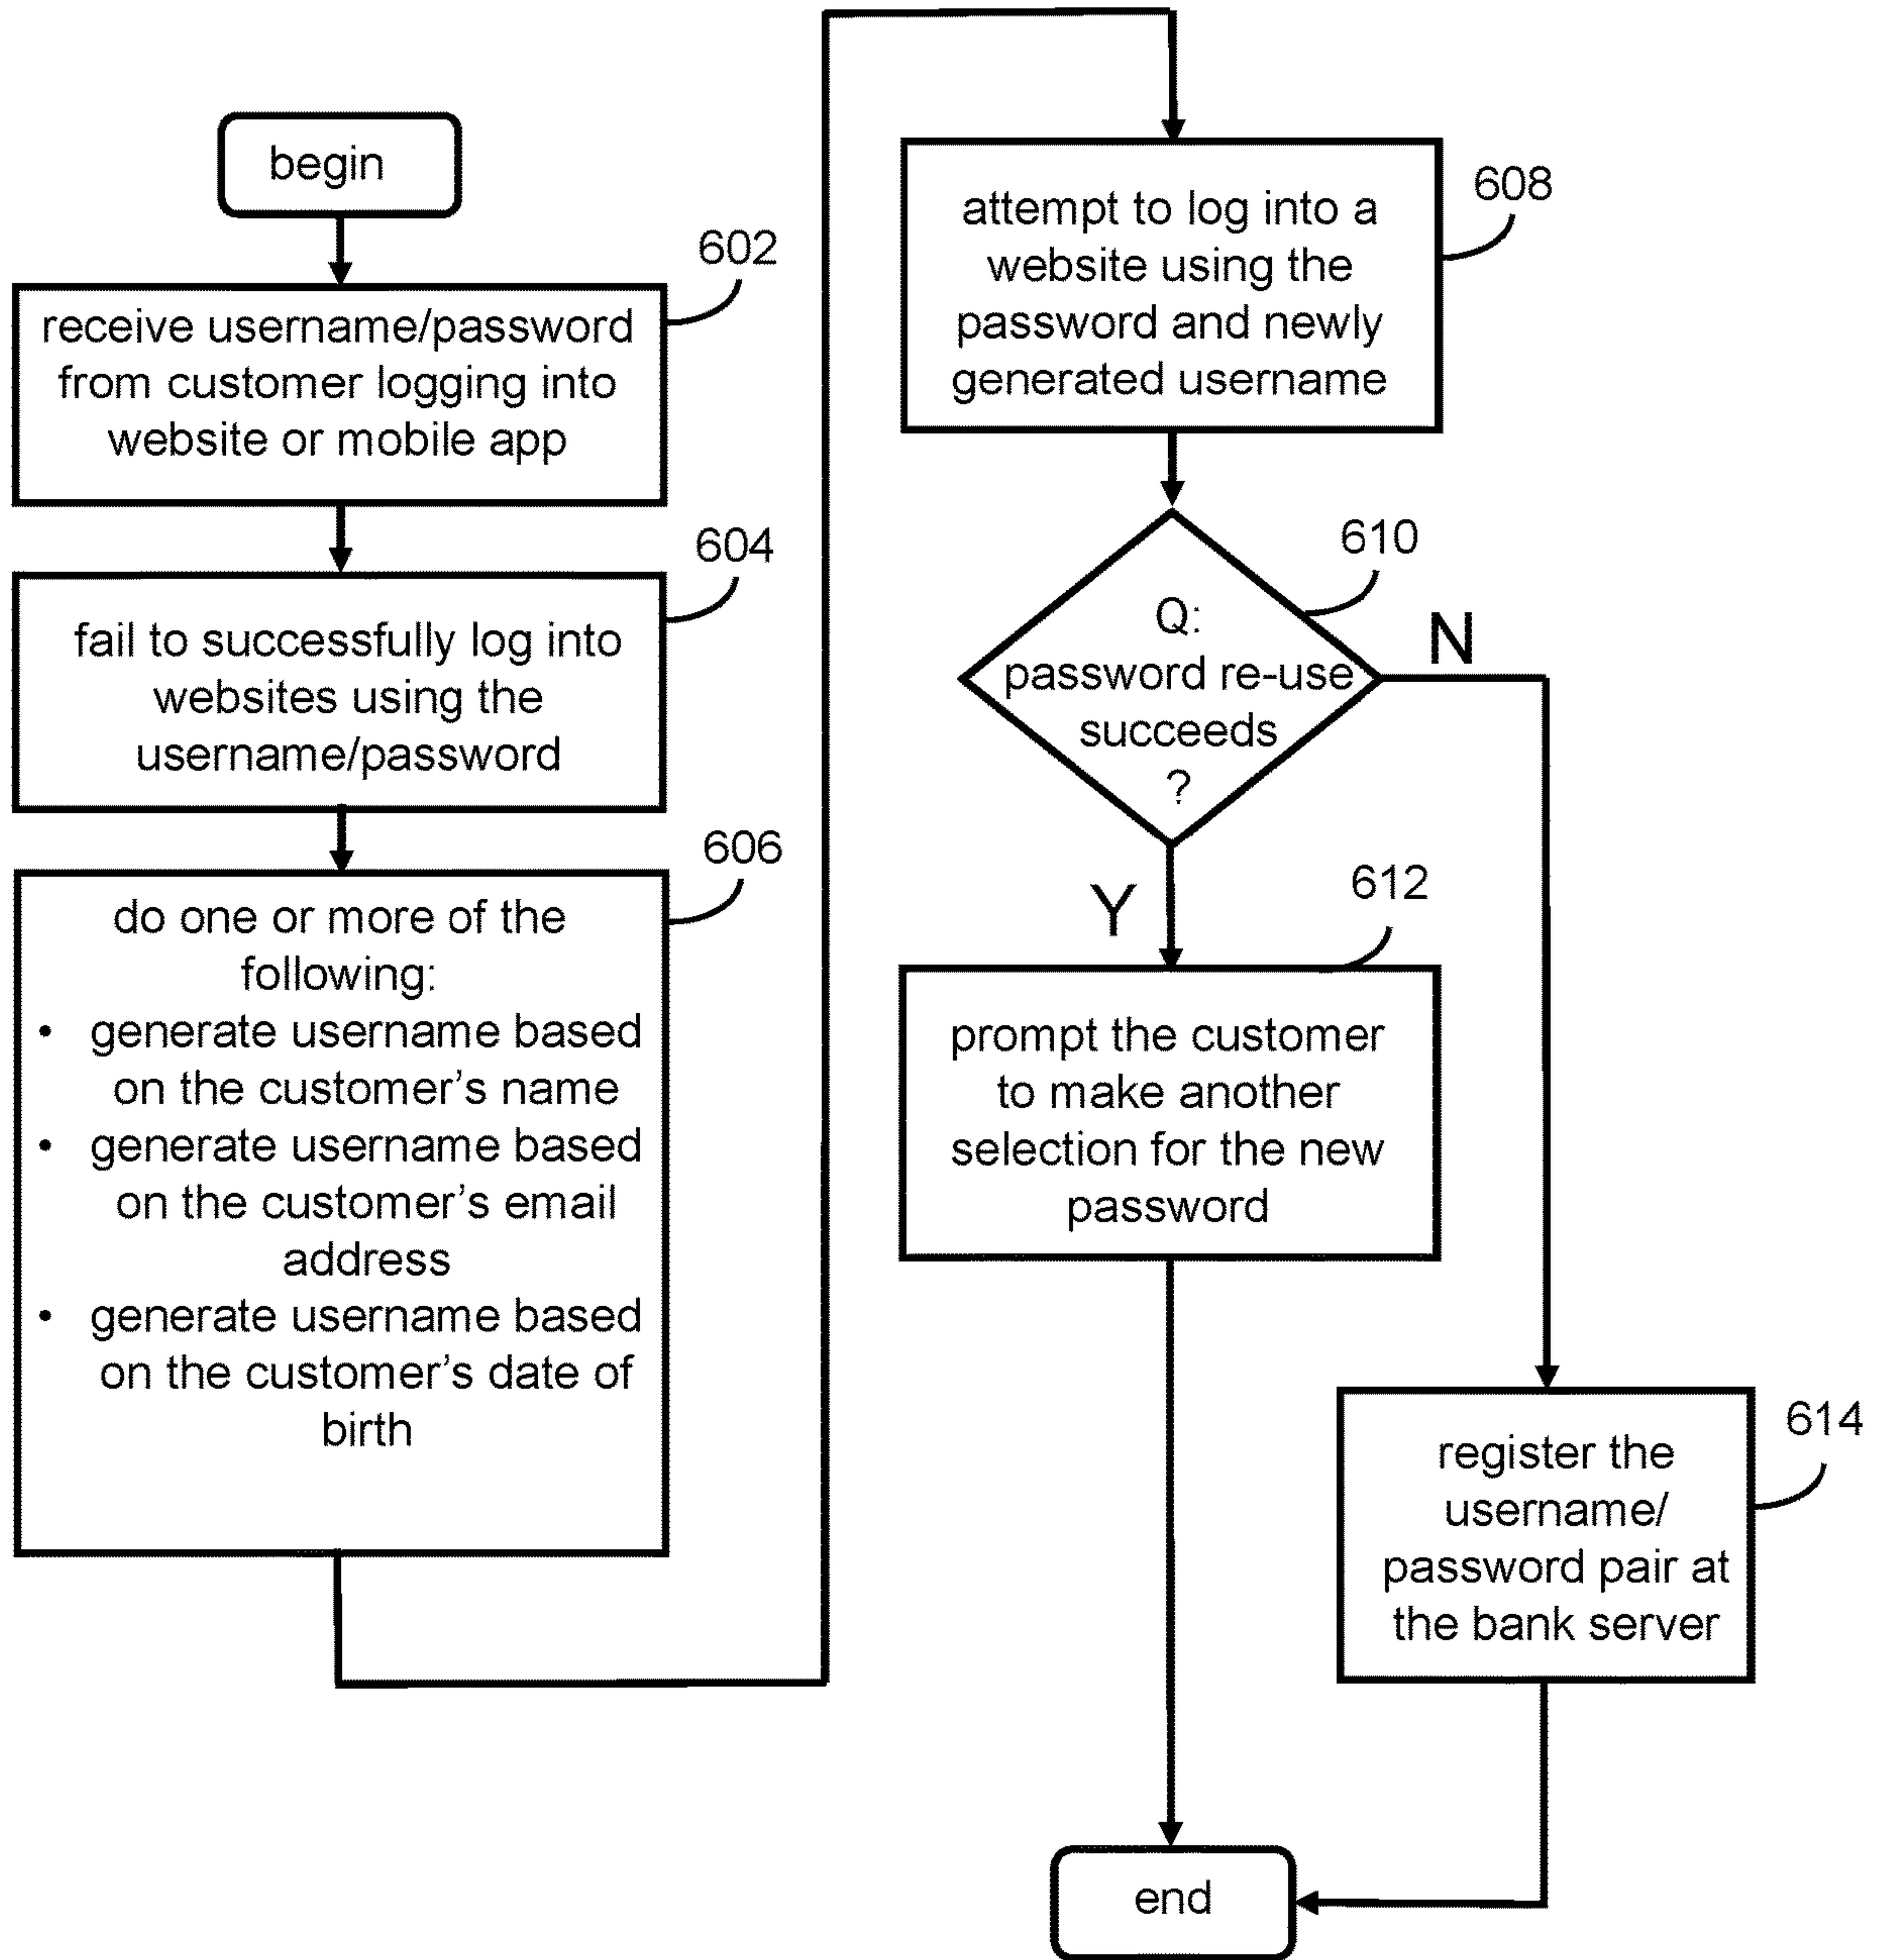 begin
602
receive username/password
from customer logging into
website or mobile app
604
fail to successfully log into
websites using the
username/password
606
do one or more of the
following:
• generate username based
on the customer’s name
• generate username based
on the customer’s email
address
• generate username based
on the customer’s date of
birth
608
attempt to log into a
website using the
password and newly
generated username
610
Q:
password re-use
succeeds
?
N
Y
612
prompt the customer
to make another
selection for the new
password
614
register the
username/
password pair at
the bank server
end